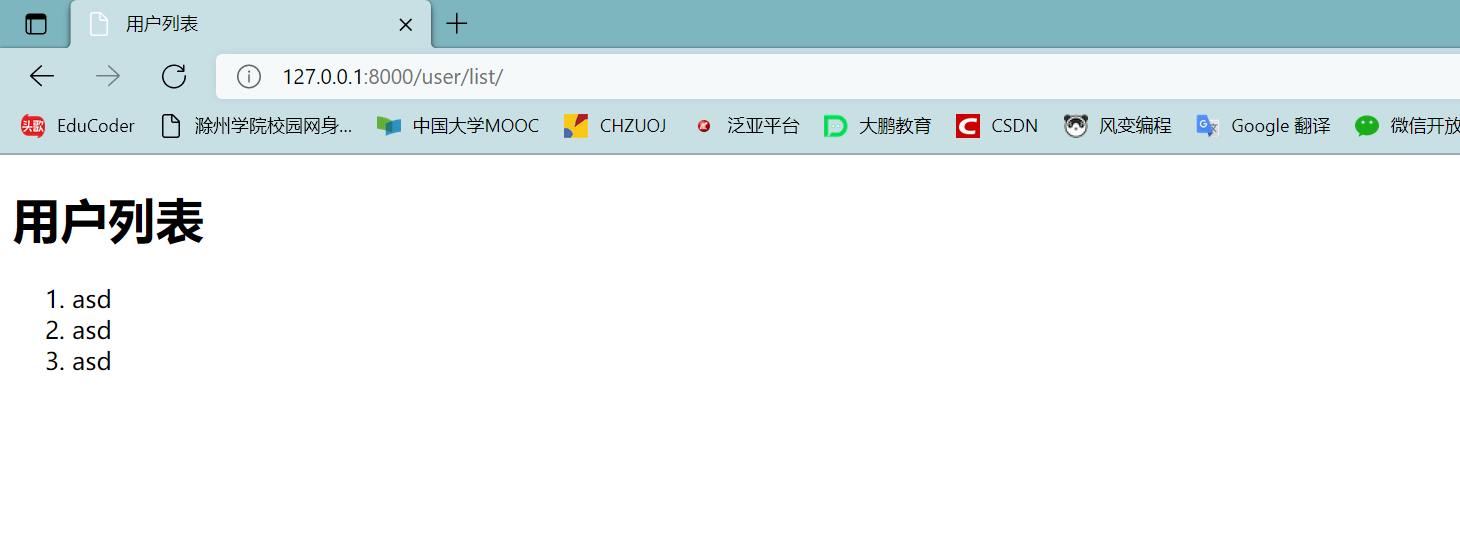 用户列表
127.0.0.1:8000/user/list/
EduCoder 滁州学院校园网身... 中国大学MOOC CHZUOJ 泛亚平台 大鹏教育 CSDN 风变编程 Google 翻译 微信开放
用户列表
1. asd
2. asd
3. asd